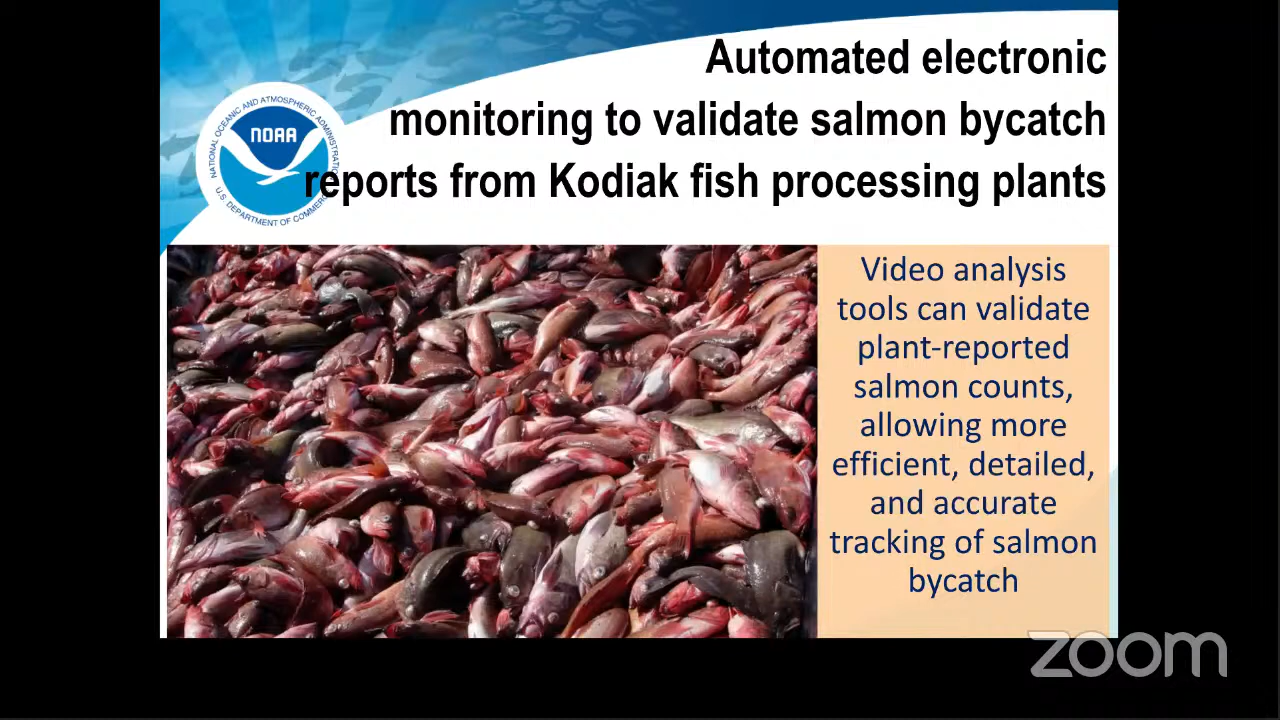 Automated electronic
monitoring to validate salmon bycatch
reports from Kodiak fish processing plants
NATIONAL OCEANIC AND ATMOSPHERIC ADMINISTRATION
NOAA
U.S. DEPARTMENT OF COMMERCE
Video analysis
tools can validate
plant-reported
salmon counts,
allowing more
efficient, detailed,
and accurate
tracking of salmon
bycatch
zoom